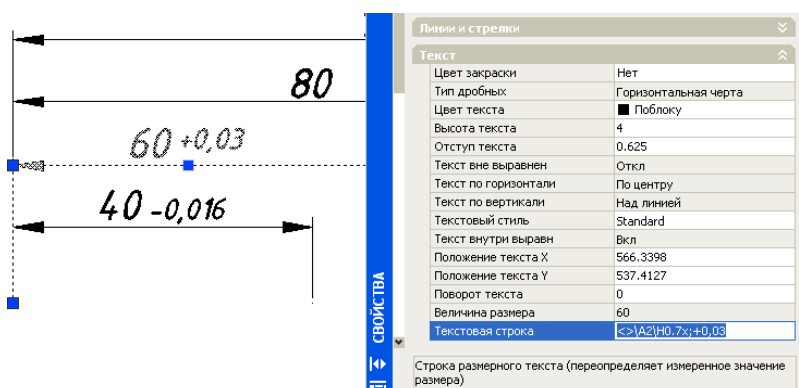 80
60 +0,03
40 -0,016
СВОЙСТВА
Линии и стрелки
Текст
Цвет закраски Нет
Тип дробных Горизонтальная черта
Цвет текста Поблоку
Высота текста 4
Отступ текста 0.625
Текст вне выравнен Откл
Текст по горизонтали По центру
Текст по вертикали Над линией
Текстовый стиль Standard
Текст внутри выравн Вкл
Положение текста X 566.3398
Положение текста Y 537.4127
Поворот текста 0
Величина размера 60
Текстовая строка <>\A2\H0.7x;+0,03
Строка размерного текста (переопределяет измеренное значение
размера)